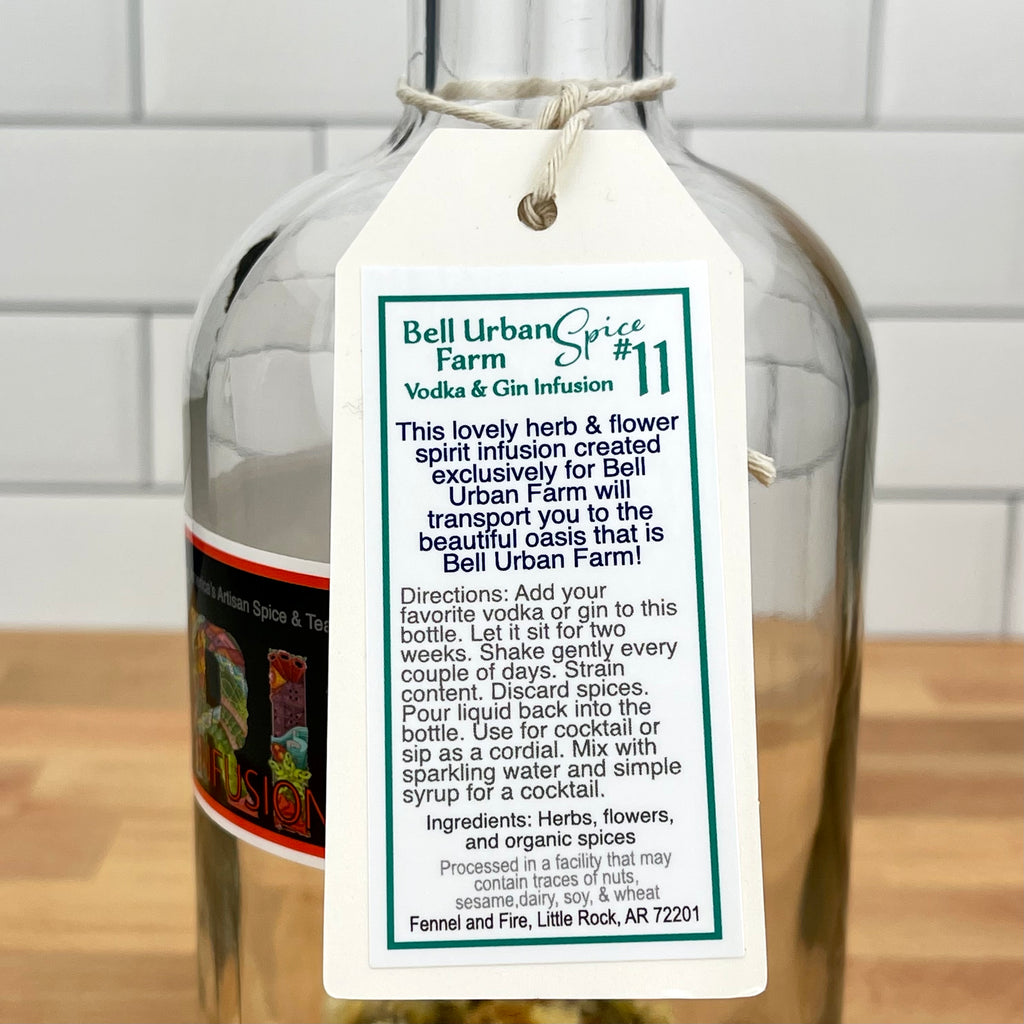 Bell Urban Spice
Farm #11
Vodka & Gin Infusion
This lovely herb & flower
spirit infusion created
exclusively for Bell
Urban Farm will
transport you to the
beautiful oasis that is
Bell Urban Farm!
Directions: Add your
favorite vodka or gin to this
bottle. Let it sit for two
weeks. Shake gently every
couple of days. Strain
content. Discard spices.
Pour liquid back into the
bottle. Use for cocktail or
sip as a cordial. Mix with
sparkling water and simple
syrup for a cocktail.
Ingredients: Herbs, flowers,
and organic spices
Processed in a facility that may
contain traces of nuts,
sesame,dairy, soy, & wheat
Fennel and Fire, Little Rock, AR 72201
Artisan Spice & Tea